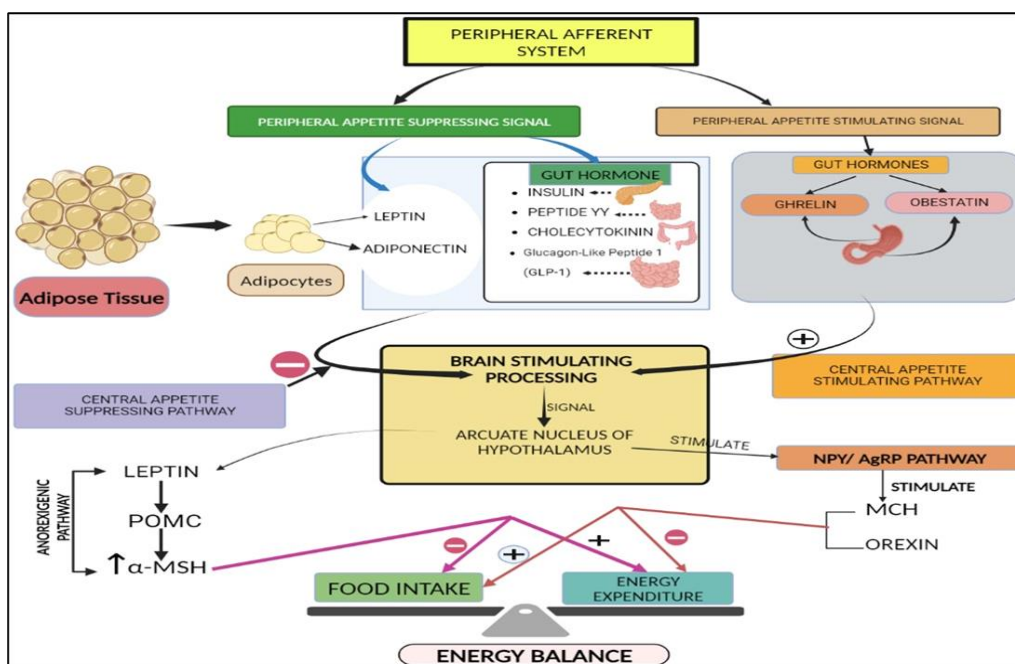 PERIPHERAL AFFERENT
SYSTEM
PERIPHERAL APPETITE SUPPRESSING SIGNAL
PERIPHERAL APPETITE STIMULATING SIGNAL
Adipose Tissue
Adipocytes
LEPTIN
ADIPONECTIN
GUT HORMONE
• INSULIN
• PEPTIDE YY
• CHOLECYTOKININ
• Glucagon-Like Peptide 1
(GLP-1)
GUT HORMONES
GHRELIN
OBESTATIN
CENTRAL APPETITE
SUPPRESSING PATHWAY
BRAIN STIMULATING
PROCESSING
SIGNAL
ARCUATE NUCLEUS OF
HYPOTHALAMUS
+
CENTRAL APPETITE
STIMULATING PATHWAY
STIMULATE
NPY/ AgRP PATHWAY
STIMULATE
MCH
OREXIN
ANOREXIGENIC
PATHWAY
LEPTIN
POMC
↑α-MSH
+
+
FOOD INTAKE
ENERGY
EXPENDITURE
ENERGY BALANCE